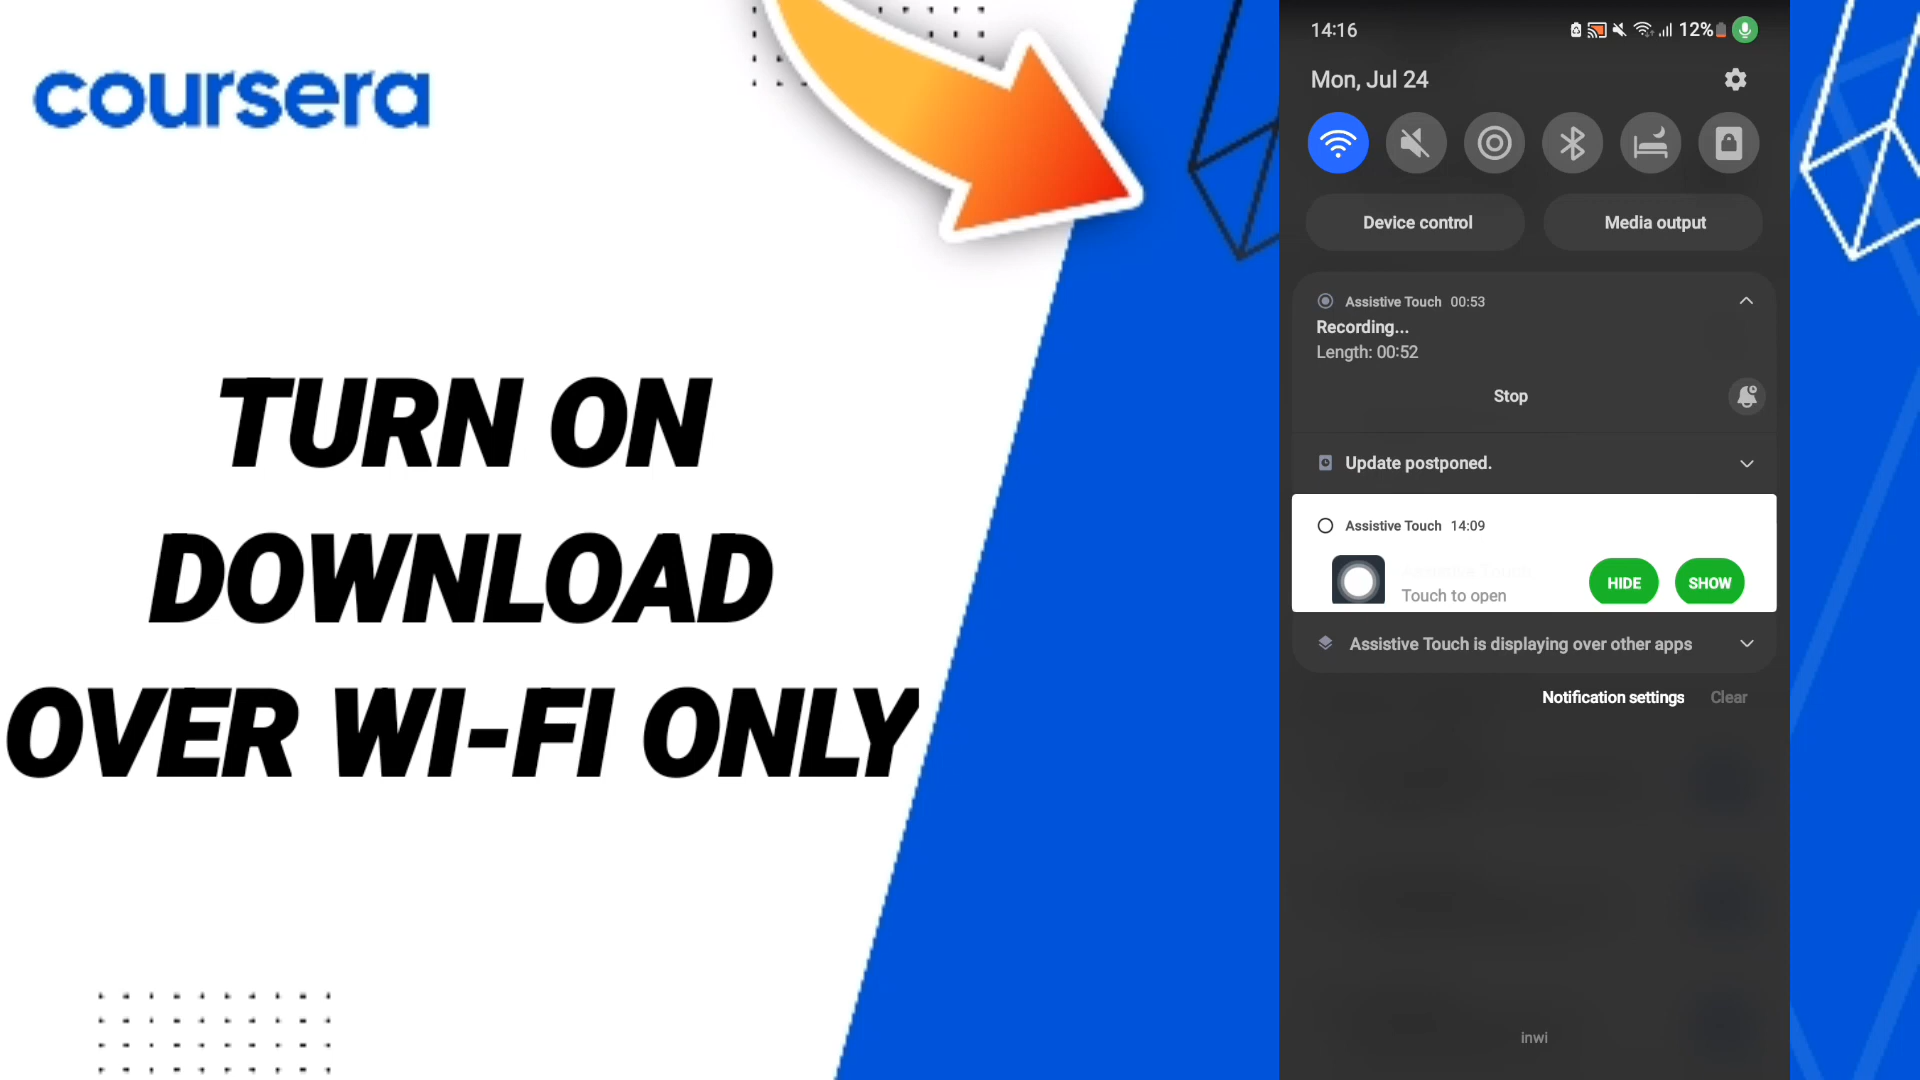 coursera
TURN ON
DOWNLOAD
OVER WI-FI ONLY
14:16
12%
Mon, Jul 24
Device control
Media output
Assistive Touch 00:53
Recording...
Length: 00:52
Stop
Update postponed.
Assistive Touch 14:09
Touch to open
HIDE
SHOW
Assistive Touch is displaying over other apps
Notification settings
Clear
inwi